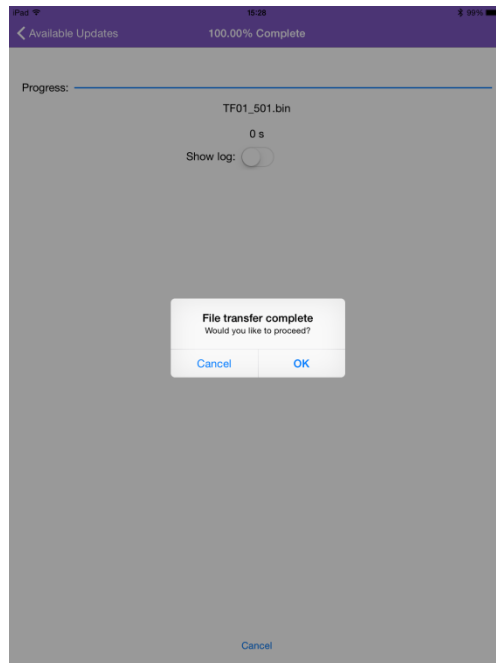 iPad 15:28 99%
Available Updates 100.00% Complete
Progress:
TF01_501.bin
0 s
Show log:
File transfer complete
Would you like to proceed?
Cancel OK
Cancel